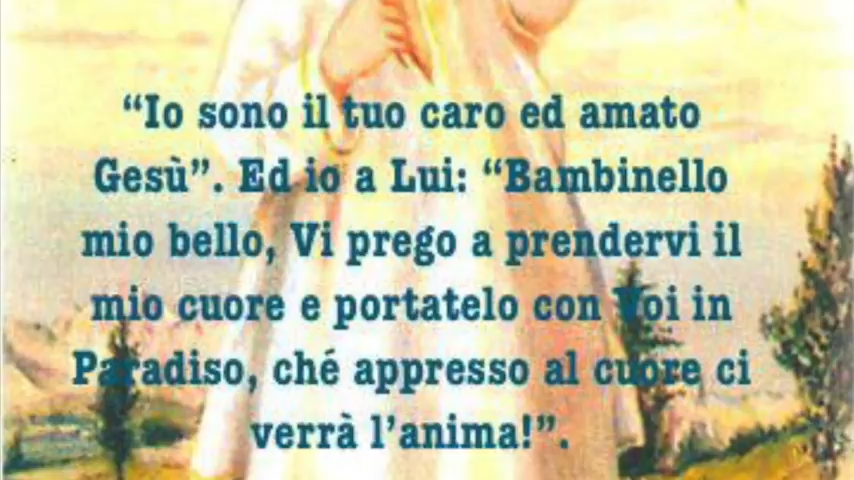 “Io sono il tuo caro ed amato
Gesù”. Ed io a Lui: “Bambinello
mio bello, Vi prego a prendervi il
mio cuore e portatelo con Voi in
Paradiso, ché appresso al cuore ci
verrà l’anima!”.